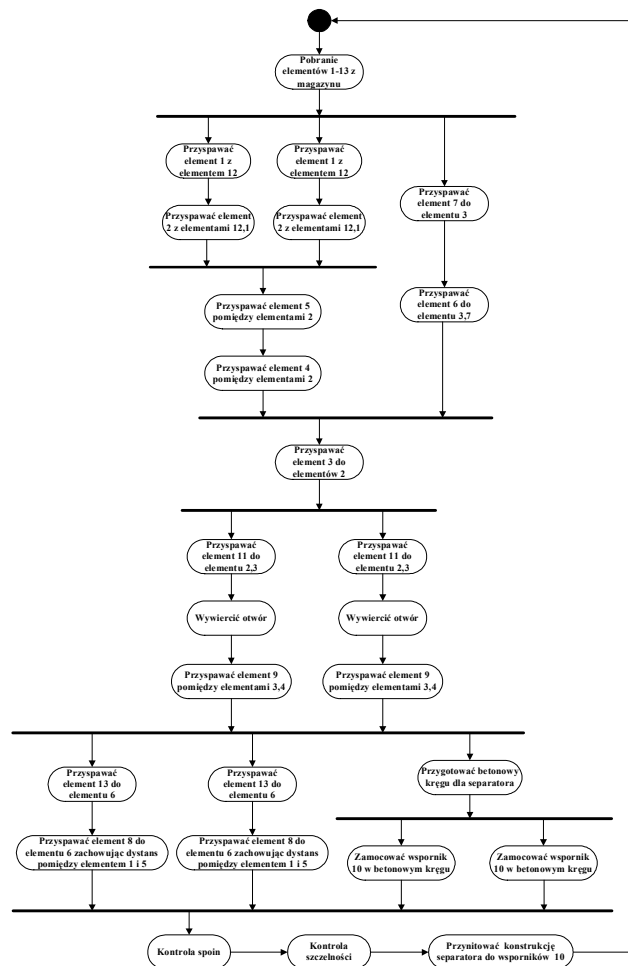 Pobranie
elementów 1-13 z
magazynu
Przyspawać
element 1 z
elementem 12
Przyspawać
element 1 z
elementem 12
Przyspawać
element 7 do
elementu 3
Przyspawać element
2 z elementami 12,1
Przyspawać element
2 z elementami 12,1
Przyspawać element 5
pomiędzy elementami 2
Przyspawać
element 6 do
elementu 3,7
Przyspawać element 4
pomiędzy elementami 2
Przyspawać
element 3 do
elementów 2
Przyspawać
element 11 do
elementu 2,3
Przyspawać
element 11 do
elementu 2,3
Wywiercić otwór
Wywiercić otwór
Przyspawać element 9
pomiędzy elementami 3,4
Przyspawać element 9
pomiędzy elementami 3,4
Przyspawać
element 13 do
elementu 6
Przyspawać
element 13 do
elementu 6
Przygotować betonowy
kręgu dla separatora
Przyspawać element 8 do
elementu 6 zachowując dystans
pomiędzy elementem 1 i 5
Przyspawać element 8 do
elementu 6 zachowując dystans
pomiędzy elementem 1 i 5
Zamocować wspornik
10 w betonowym kręgu
Zamocować wspornik
10 w betonowym kręgu
Kontrola spoin
Kontrola
szczelności
Przynitować konstrukcję
separatora do wsporników 10